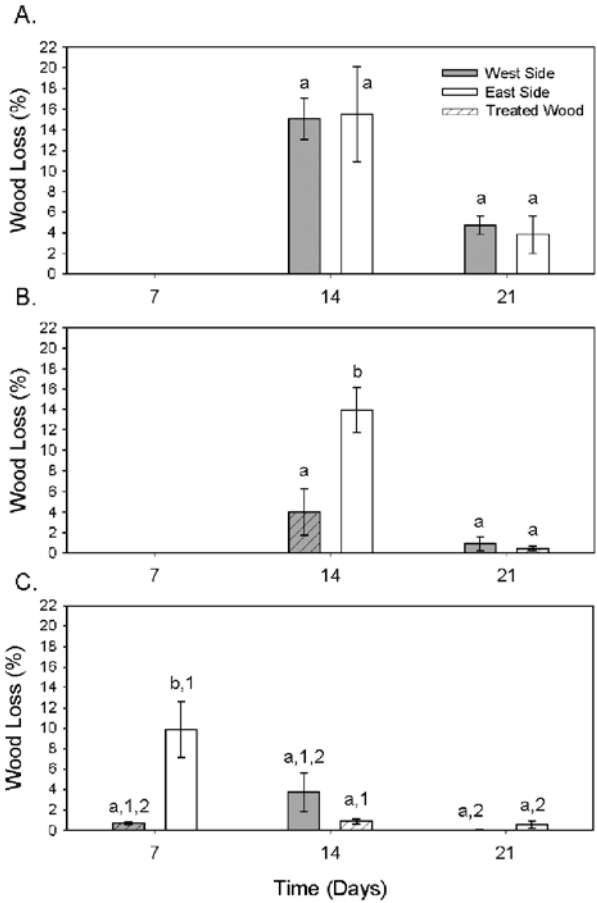 A.
22
20
18
16
14
12
10
8
6
4
2
0
Wood Loss (%)
a a
a a
West Side
East Side
Treated Wood
7 14 21
B.
22
20
18
16
14
12
10
8
6
4
2
0
Wood Loss (%)
a b
a a
7 14 21
C.
22
20
18
16
14
12
10
8
6
4
2
0
Wood Loss (%)
a,1,2 b,1
a,1,2 a,1
a,2 a,2
7 14 21
Time (Days)